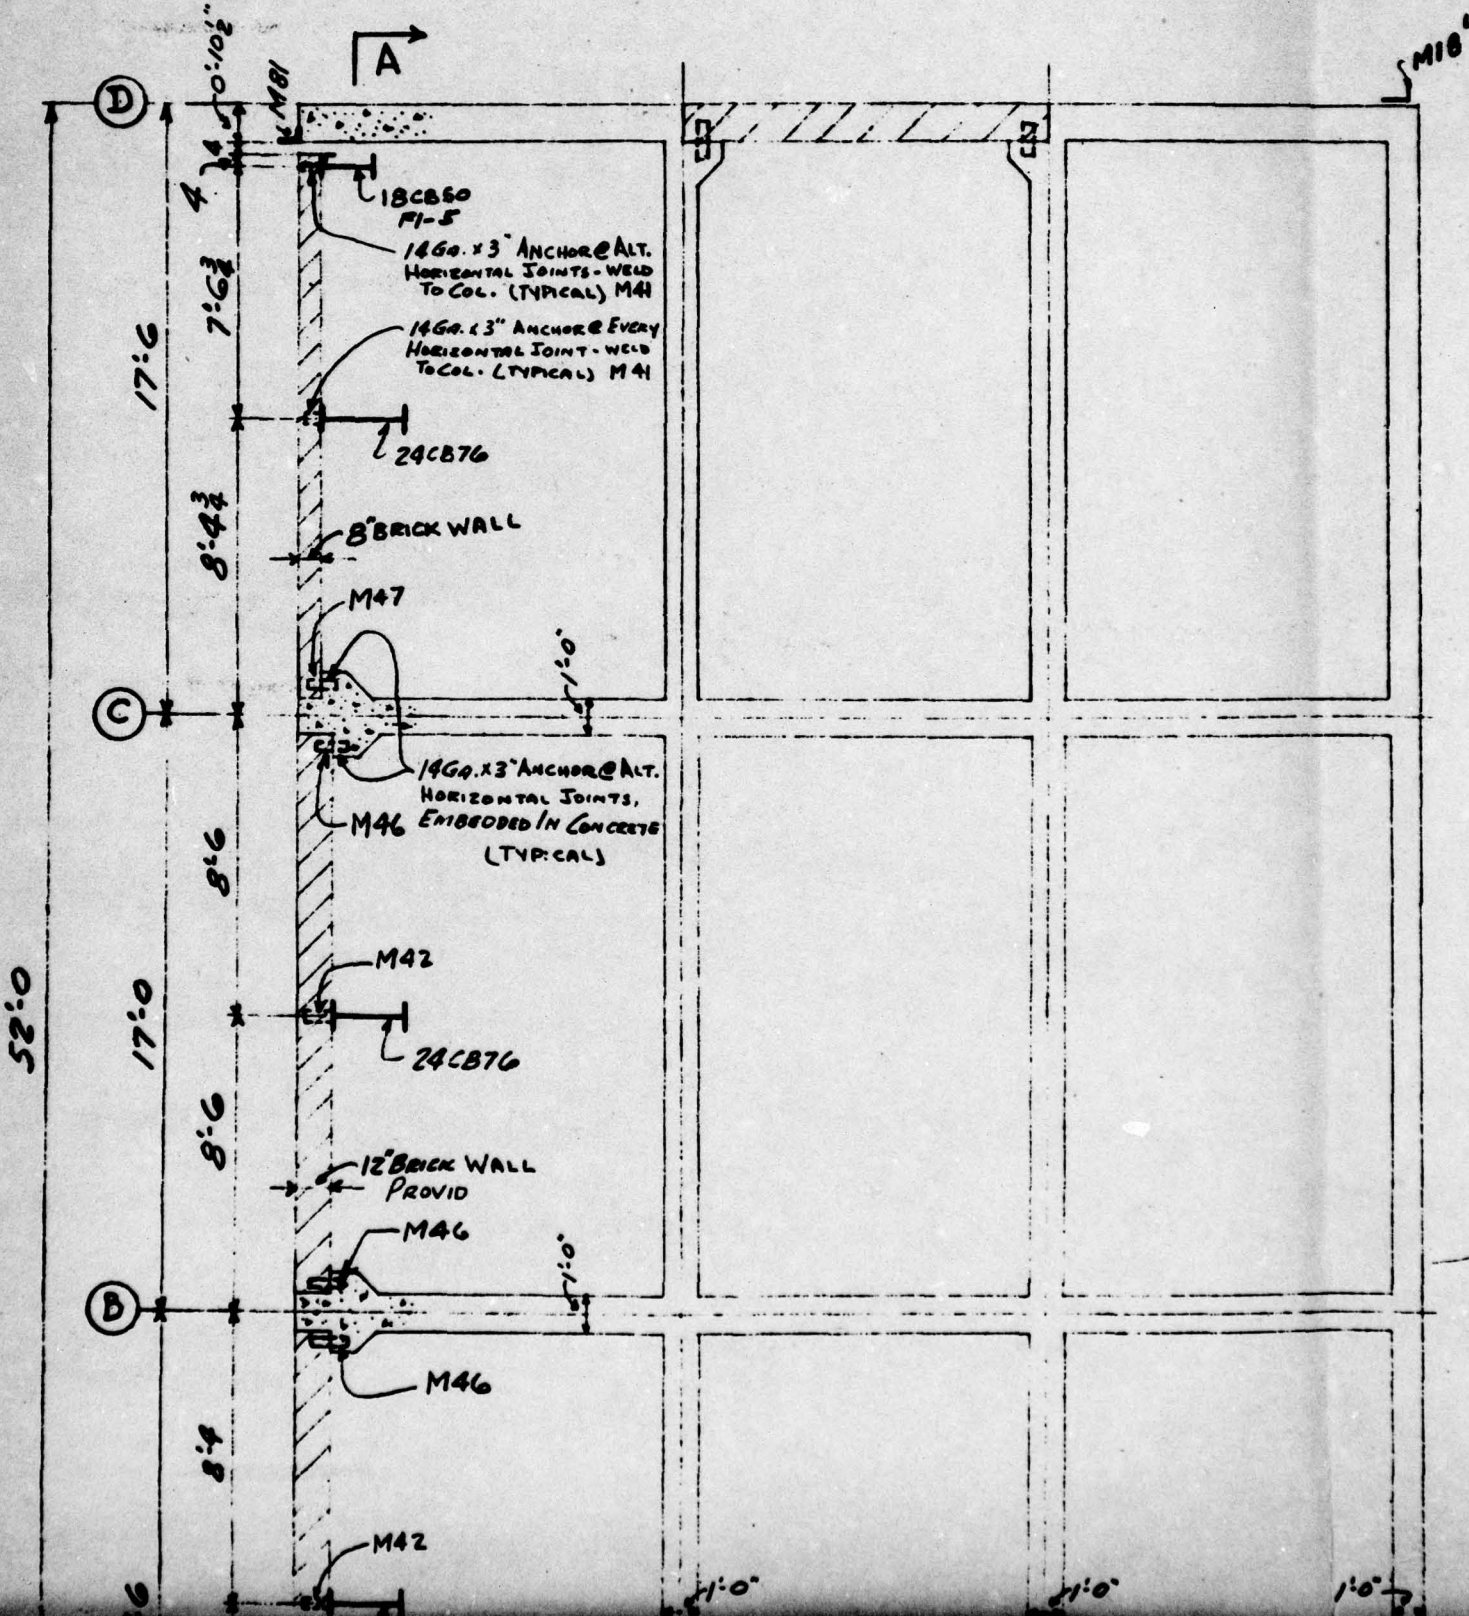 0'-10½"
A
M18"
M81
D
4
4
18CB50
F1-5
14GA. x 3" ANCHOR @ ALT.
HORIZONTAL JOINTS - WELD
TO COL. (TYPICAL) M41
7'-6¾
17'-6
14GA. x 3" ANCHOR @ EVERY
HORIZONTAL JOINT - WELD
TO COL. (TYPICAL) M41
24CB76
8'-4¾
8" BRICK WALL
M47
1'-0"
C
14GA. x 3" ANCHOR @ ALT.
HORIZONTAL JOINTS,
M46 EMBEDDED IN CONCRETE
(TYPICAL)
8'-6
M42
52'-0
17'-0
24CB76
8'-6
12" BRICK WALL
PROVID
M46
1'-0"
B
M46
8'-4
M42
1'-0"
1'-0"
1'-0"